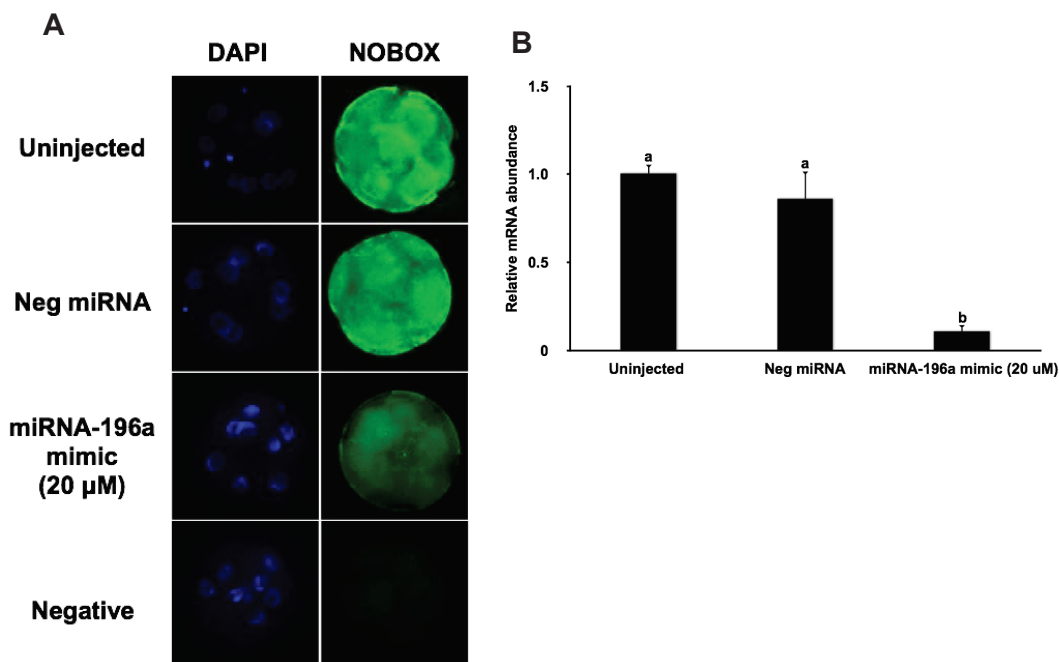 A
DAPI NOBOX
Uninjected
Neg miRNA
miRNA-196a
mimic
(20 µM)
Negative
B
Relative mRNA abundance
1.5
1.0
0.5
0
a
a
b
Uninjected Neg miRNA miRNA-196a mimic (20 uM)